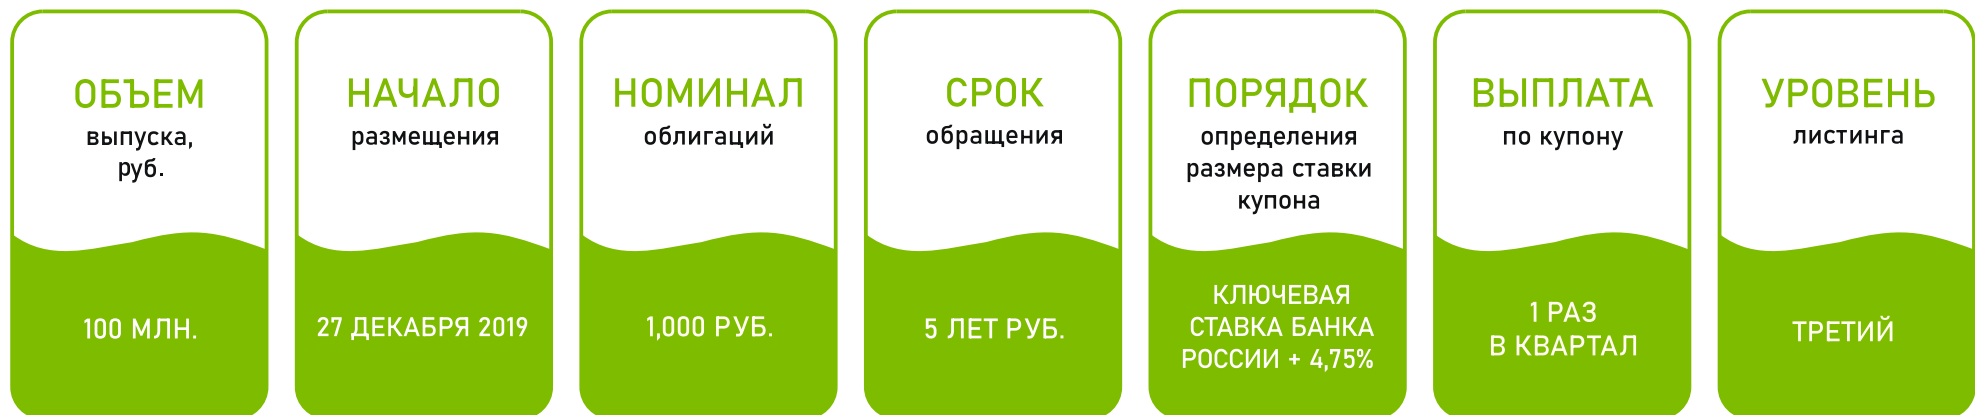 ОБЪЕМ
выпуска,
руб.
100 МЛН.
НАЧАЛО
размещения
27 ДЕКАБРЯ 2019
НОМИНАЛ
облигаций
1,000 РУБ.
СРОК
обращения
5 ЛЕТ РУБ.
ПОРЯДОК
определения
размера ставки
купона
КЛЮЧЕВАЯ
СТАВКА БАНКА
РОССИИ + 4,75%
ВЫПЛАТА
по купону
1 РАЗ
В КВАРТАЛ
УРОВЕНЬ
листинга
ТРЕТИЙ